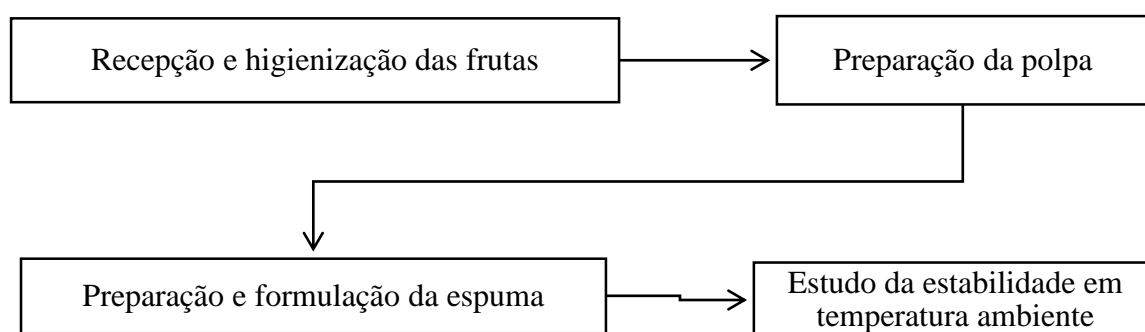 Recepção e higienização das frutas
Preparação da polpa
Preparação e formulação da espuma
Estudo da estabilidade em
temperatura ambiente